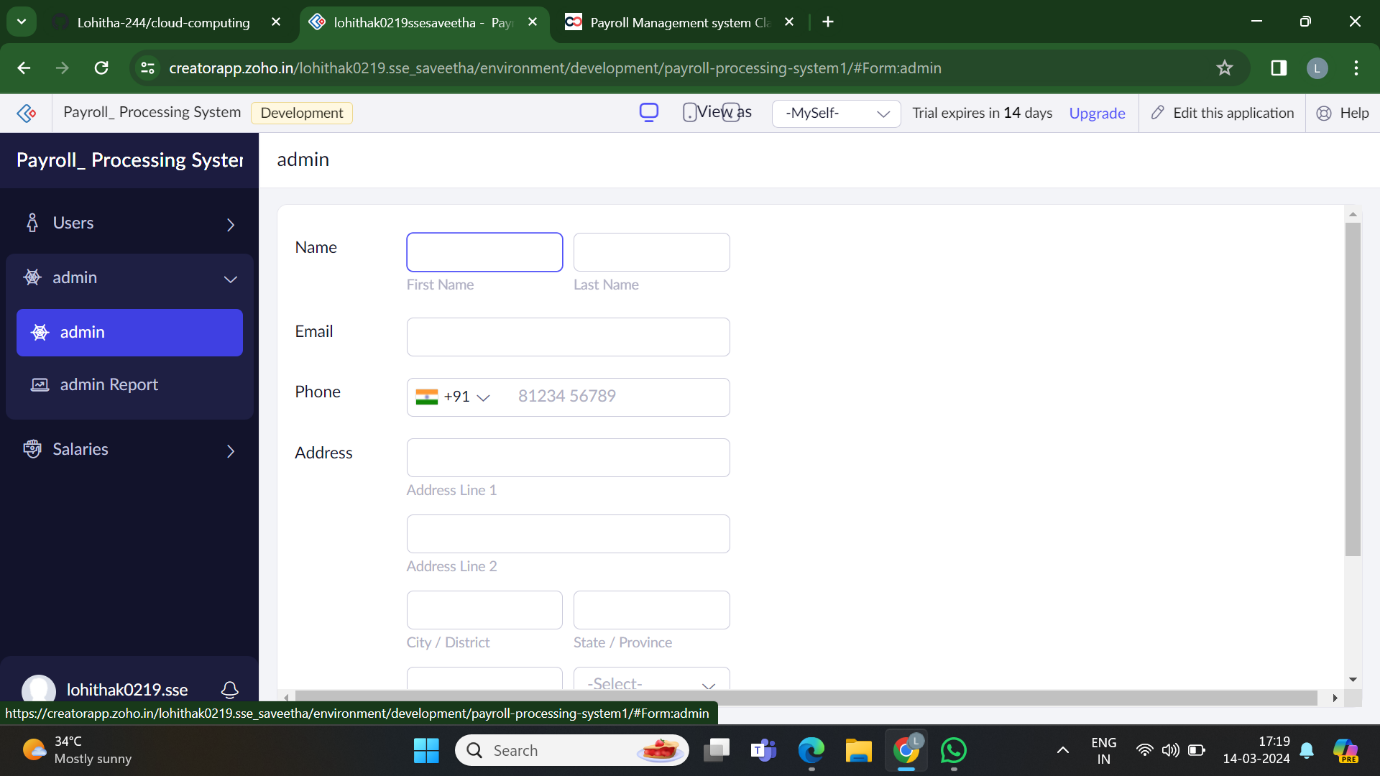 Lohitha-244/cloud-computing
lohithak0219ssesaveetha - Pay
Payroll Management system Cla
creatorapp.zoho.in/lohithak0219.sse_saveetha/environment/development/payroll-processing-system1/#Form:admin
L
Payroll_ Processing System
Development
View as
-MySelf-
Trial expires in 14 days
Upgrade
Edit this application
Help
Payroll_ Processing System
admin
Users
admin
admin
admin Report
Salaries
lohithak0219.sse
Name
First Name
Last Name
Email
Phone
+91
81234 56789
Address
Address Line 1
Address Line 2
City / District
State / Province
-Select-
https://creatorapp.zoho.in/lohithak0219.sse_saveetha/environment/development/payroll-processing-system1/#Form:admin
34°C
Mostly sunny
Search
L
ENG
IN
17:19
14-03-2024
PRE